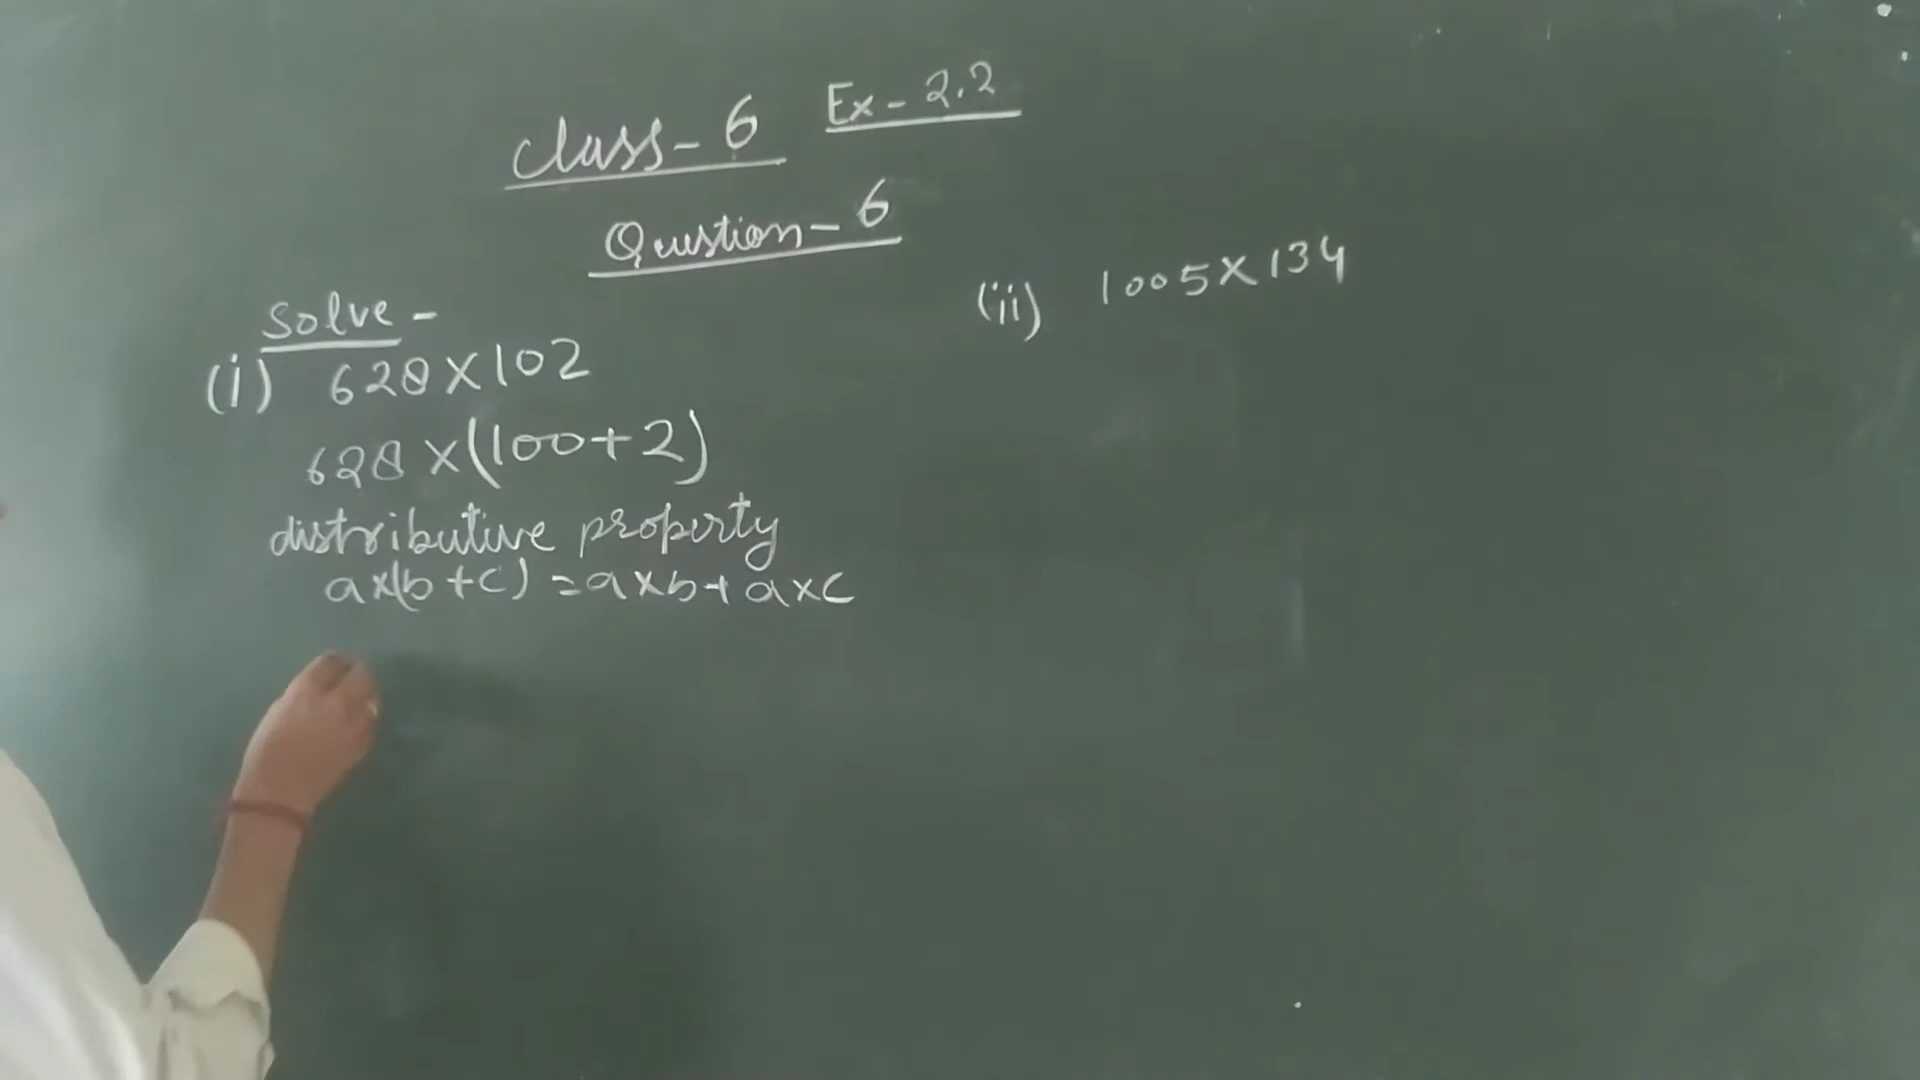 Class-6 Ex-2.2
Question-6
Solve-
(i) 628×102
628×(100+2)
distributive property
a×(b+c)=a×b+a×c
(ii) 1005×134